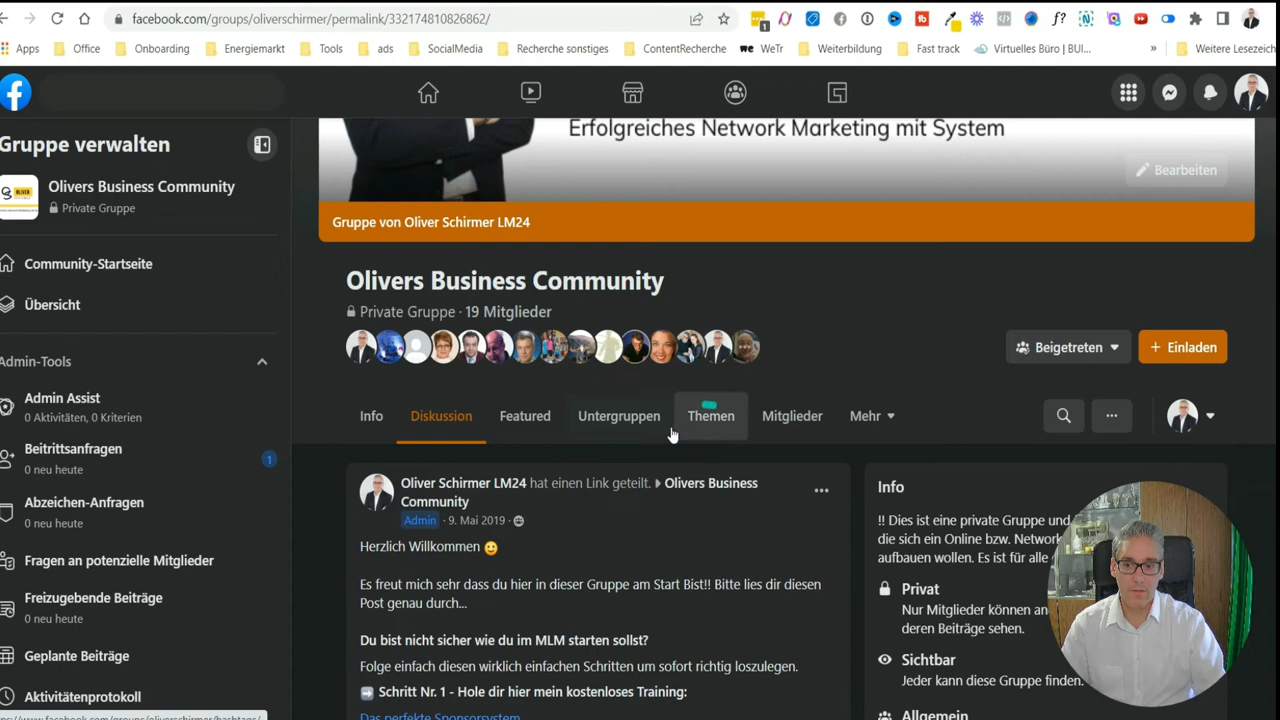 facebook.com/groups/oliverschirmer/permalink/332174810826862/
1
f?
Apps
Office
Onboarding
Energiemarkt
Tools
ads
SocialMedia
Recherche sonstiges
ContentRecherche
we WeTr
Weiterbildung
Fast track
Virtuelles Büro | BUI...
»
Weitere Lesezeich
Gruppe verwalten
Olivers Business Community
Private Gruppe
Community-Startseite
Übersicht
Admin-Tools
Admin Assist
0 Aktivitäten, 0 Kriterien
Beitrittsanfragen
0 neu heute
1
Abzeichen-Anfragen
0 neu heute
Fragen an potenzielle Mitglieder
Freizugebende Beiträge
0 neu heute
Geplante Beiträge
Aktivitätenprotokoll
Erfolgreiches Network Marketing mit System
Bearbeiten
Gruppe von Oliver Schirmer LM24
Olivers Business Community
Private Gruppe · 19 Mitglieder
Beigetreten
+ Einladen
Info
Diskussion
Featured
Untergruppen
Themen
Mitglieder
Mehr
Oliver Schirmer LM24 hat einen Link geteilt. Olivers Business
Community
Admin · 9. Mai 2019 ·
Herzlich Willkommen 🙂
Es freut mich sehr dass du hier in dieser Gruppe am Start Bist!! Bitte lies dir diesen
Post genau durch...
Du bist nicht sicher wie du im MLM starten sollst?
Folge einfach diesen wirklich einfachen Schritten um sofort richtig loszulegen.
➡️ Schritt Nr. 1 - Hole dir hier mein kostenloses Training:
Das perfekte Sponsorsystem
Info
!! Dies ist eine private Gruppe und
die sich ein Online bzw. Network
aufbauen wollen. Es ist für alle
Privat
Nur Mitglieder können
deren Beiträge sehen.
Sichtbar
Jeder kann diese Gruppe finden.
Allgemein